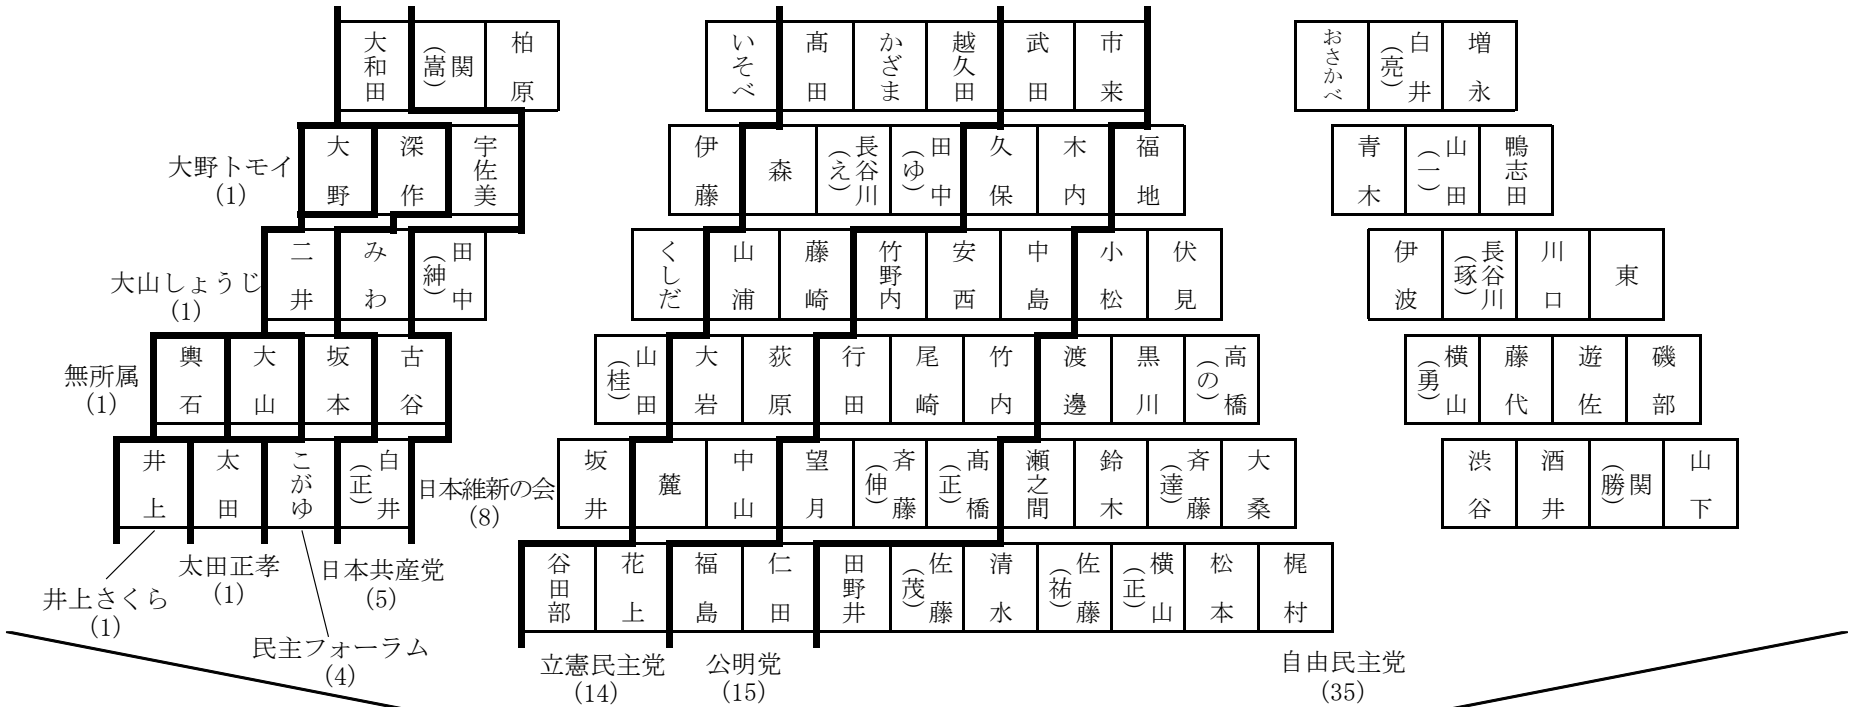 大和田 関(嵩) 柏原 いそべ 髙田 かざま 越久田 武田 市来 おさかべ 白井(亮) 増永
大野トモイ
(1)
大野 深作 宇佐美 伊藤 森 長谷川(え) 田中(ゆ) 久保 木内 福地 青木 山田(一) 鴨志田
大山しょうじ
(1)
二井 みわ 田中(紳) くしだ 山浦 藤崎 竹野内 安西 中島 小松 伏見 伊波 長谷川(琢) 川口 東
無所属
(1)
輿石 大山 坂本 古谷 山田(桂) 大岩 荻原 行田 尾崎 竹内 渡邊 黒川 高橋(の) 横山(勇) 藤代 遊佐 磯部
井上 太田 こがゆ 白井(正) 日本維新の会
(8)
坂井 麓 中山 望月 斉藤(伸) 髙橋(正) 瀬之間 鈴木 斉藤(達) 大桑 渋谷 酒井 関(勝) 山下
谷田部 花上 福島 仁田 田野井 佐藤(茂) 清水 佐藤(祐) 横山(正) 松本 梶村
井上さくら
(1)
太田正孝
(1)
民主フォーラム
(4)
日本共産党
(5)
立憲民主党
(14)
公明党
(15)
自由民主党
(35)